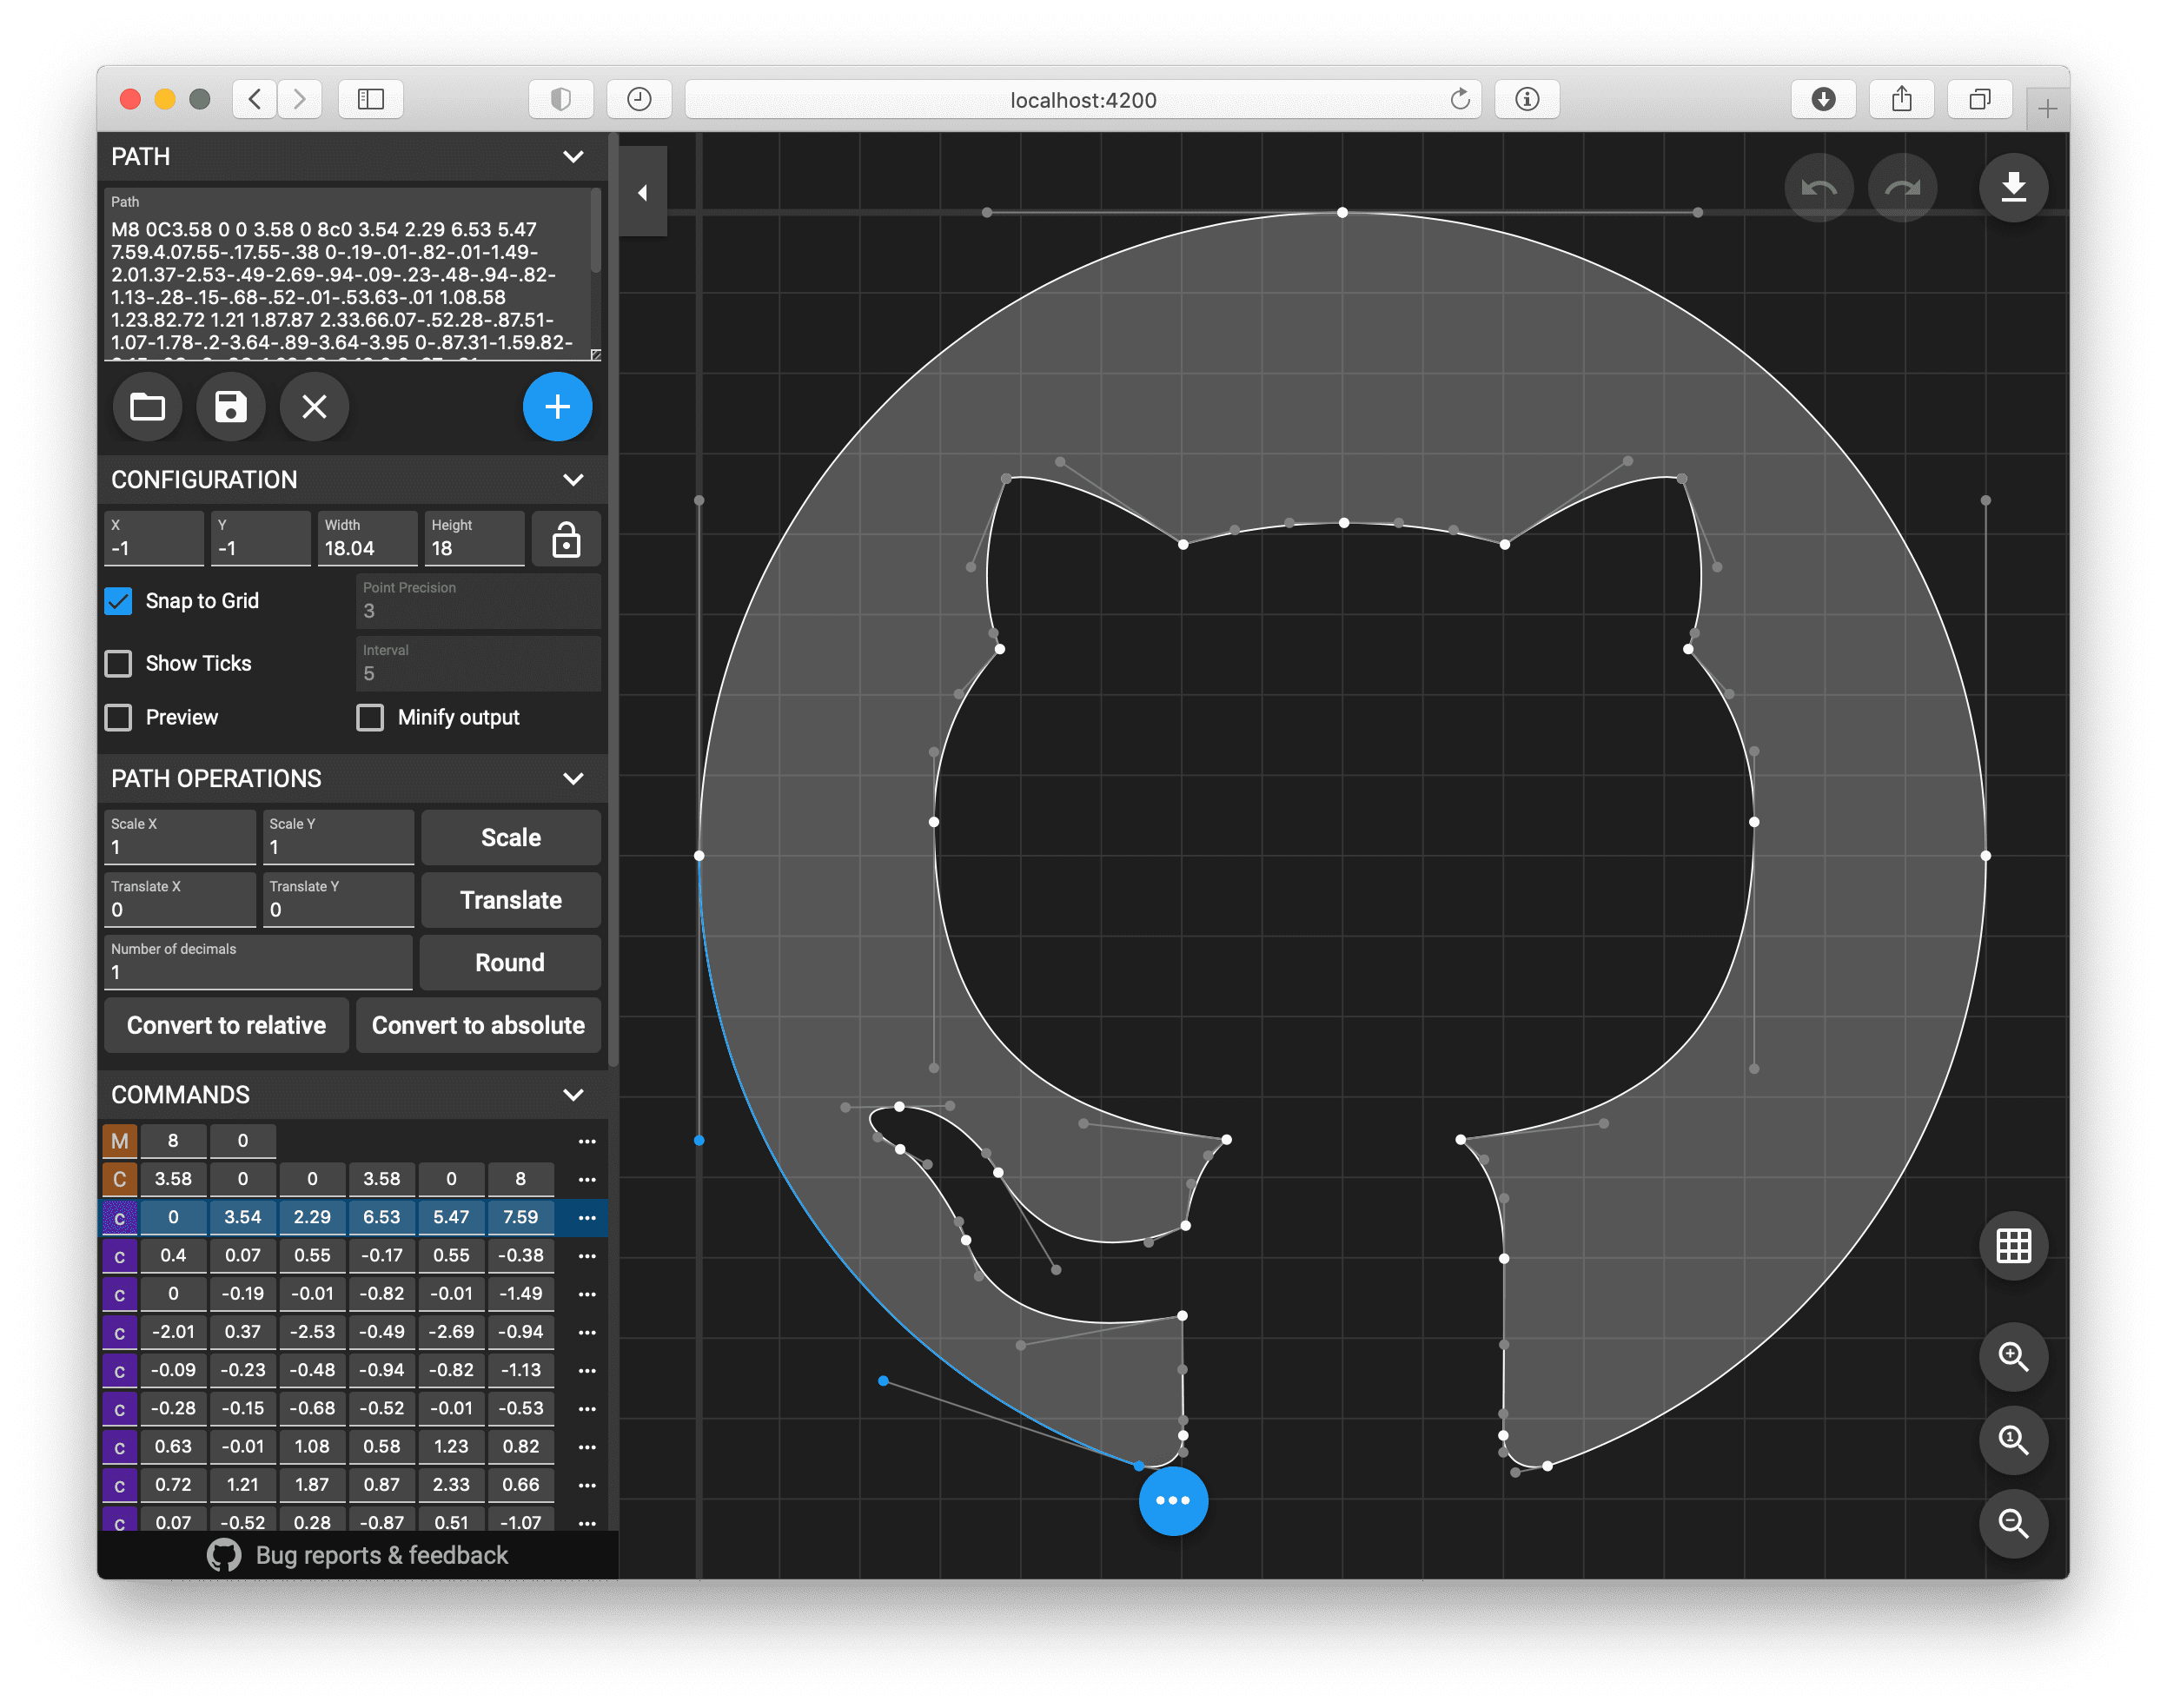 localhost:4200
PATH
Path
M8 0C3.58 0 0 3.58 0 8c0 3.54 2.29 6.53 5.47
7.59.4.07.55-.17.55-.38 0-.19-.01-.82-.01-1.49-
2.01.37-2.53-.49-2.69-.94-.09-.23-.48-.94-.82-
1.13-.28-.15-.68-.52-.01-.53.63-.01 1.08.58
1.23.82.72 1.21 1.87.87 2.33.66.07-.52.28-.87.51-
1.07-1.78-.2-3.64-.89-3.64-3.95 0-.87.31-1.59.82-
CONFIGURATION
X
-1
Y
-1
Width
18.04
Height
18
Snap to Grid
Point Precision
3
Show Ticks
Interval
5
Preview
Minify output
PATH OPERATIONS
Scale X
1
Scale Y
1
Scale
Translate X
0
Translate Y
0
Translate
Number of decimals
1
Round
Convert to relative
Convert to absolute
COMMANDS
M 8 0
C 3.58 0 0 3.58 0 8
c 0 3.54 2.29 6.53 5.47 7.59
c 0.4 0.07 0.55 -0.17 0.55 -0.38
c 0 -0.19 -0.01 -0.82 -0.01 -1.49
c -2.01 0.37 -2.53 -0.49 -2.69 -0.94
c -0.09 -0.23 -0.48 -0.94 -0.82 -1.13
c -0.28 -0.15 -0.68 -0.52 -0.01 -0.53
c 0.63 -0.01 1.08 0.58 1.23 0.82
c 0.72 1.21 1.87 0.87 2.33 0.66
c 0.07 -0.52 0.28 -0.87 0.51 -1.07
Bug reports & feedback